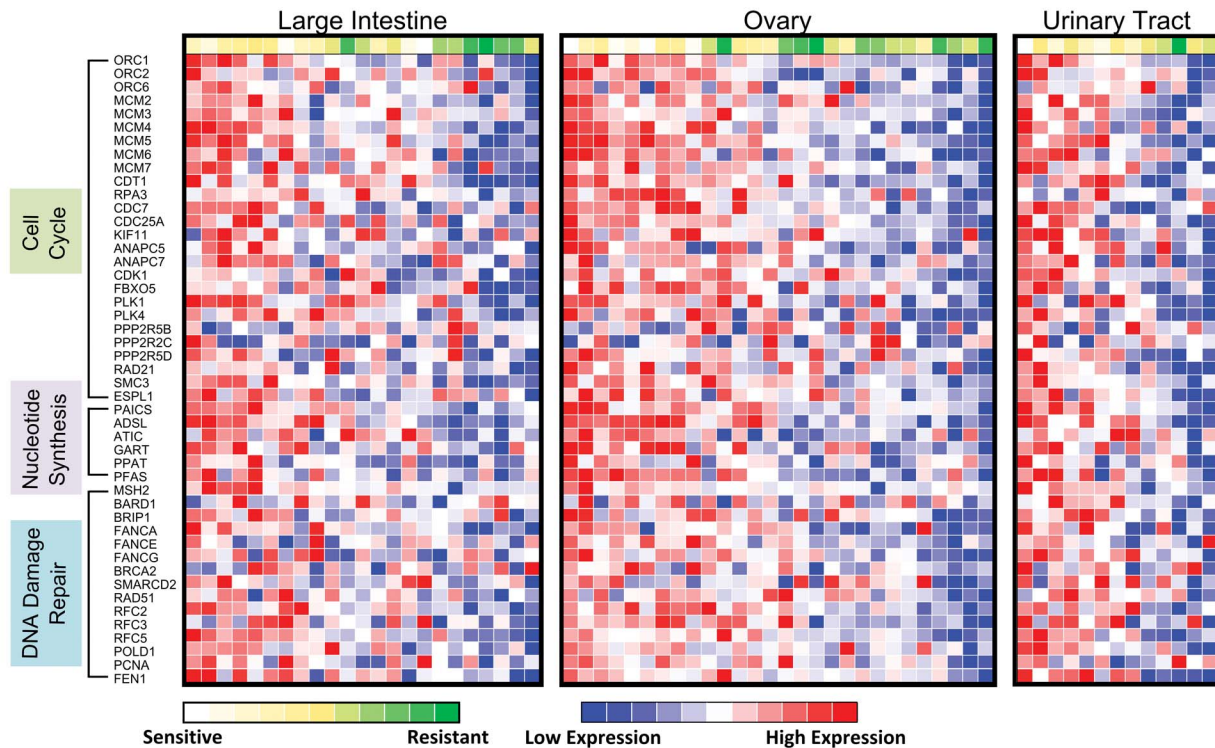 Large Intestine
Ovary
Urinary Tract
ORC1
ORC2
ORC6
MCM2
MCM3
MCM4
MCM5
MCM6
MCM7
CDT1
RPA3
CDC7
CDC25A
KIF11
ANAPC5
ANAPC7
CDK1
FBXO5
PLK1
PLK4
PPP2R5B
PPP2R2C
PPP2R5D
RAD21
SMC3
ESPL1
PAICS
ADSL
ATIC
GART
PPAT
PFAS
MSH2
BARD1
BRIP1
FANCA
FANCE
FANCG
BRCA2
SMARCD2
RAD51
RFC2
RFC3
RFC5
POLD1
PCNA
FEN1
Cell
Cycle
Nucleotide
Synthesis
DNA Damage
Repair
Sensitive
Resistant
Low Expression
High Expression